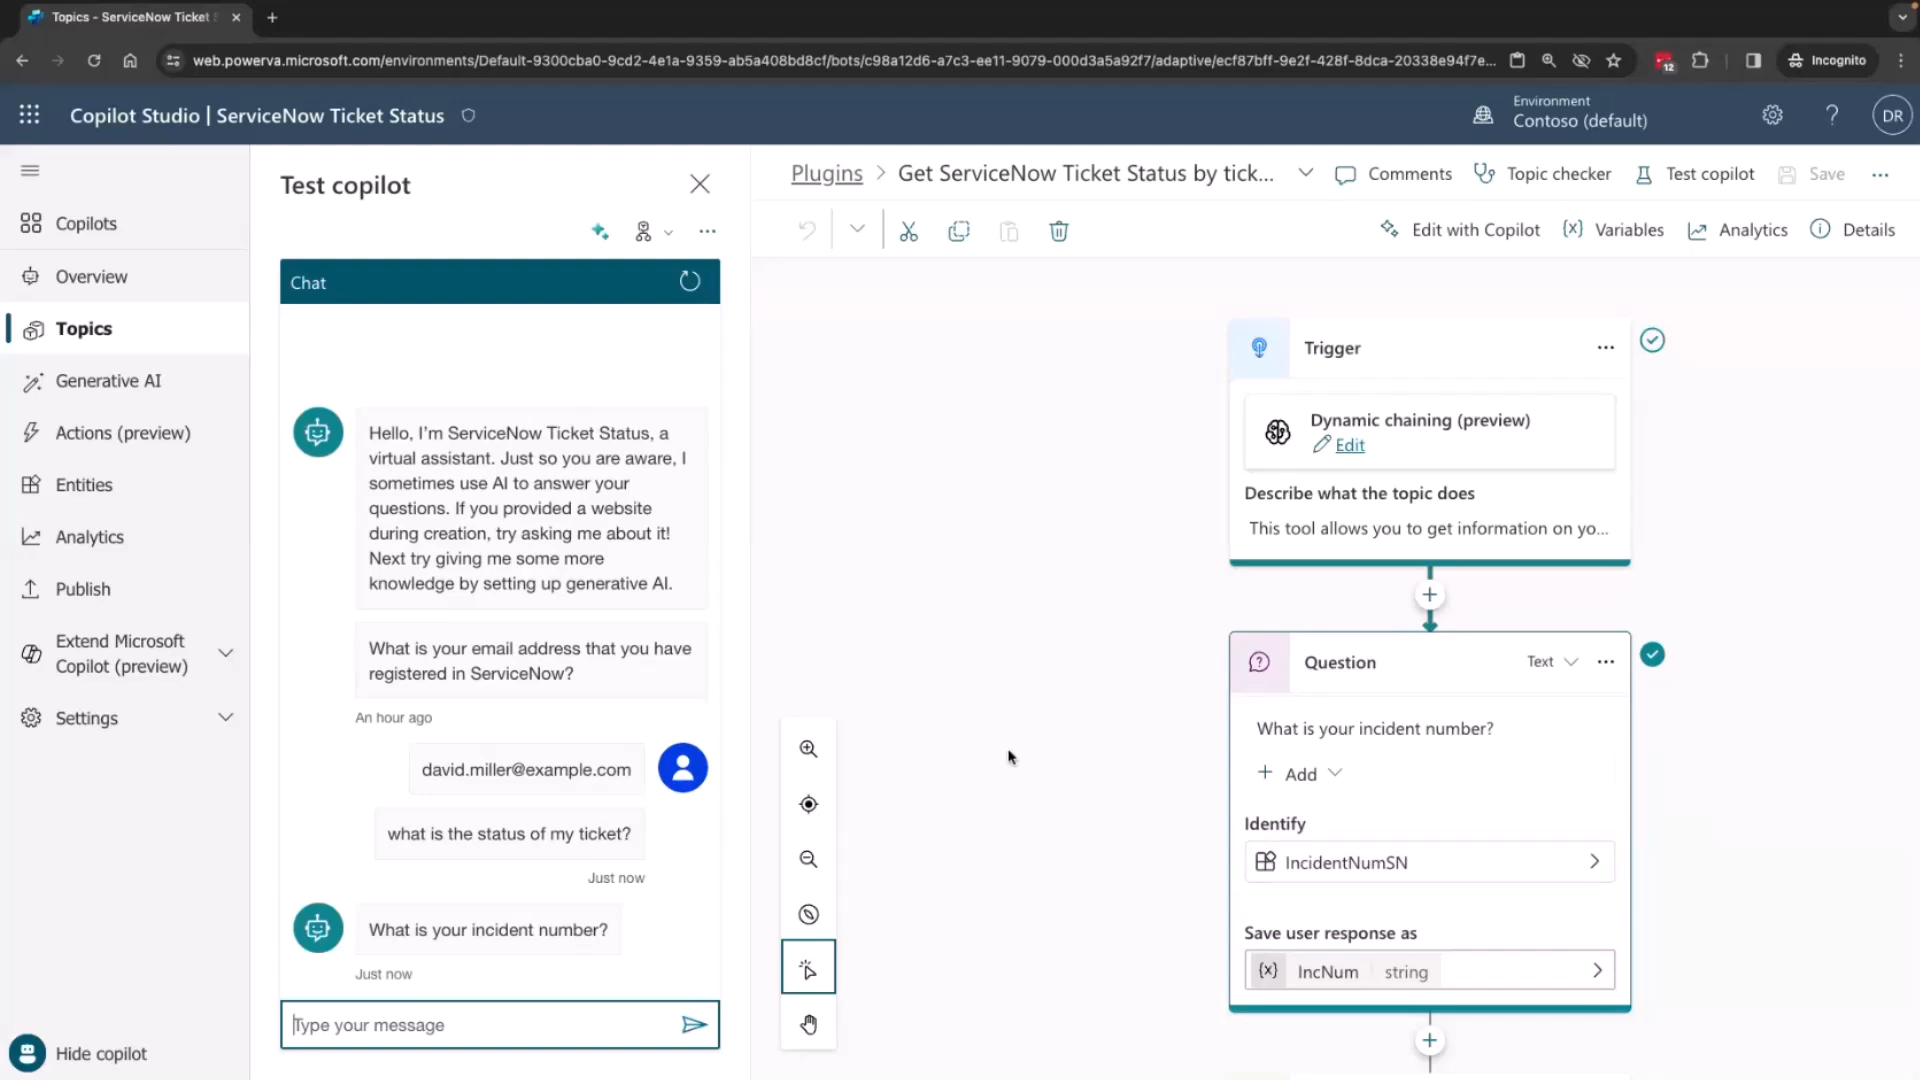 Topics - ServiceNow Ticket S
web.powerva.microsoft.com/environments/Default-9300cba0-9cd2-4e1a-9359-ab5a408bd8cf/bots/c98a12d6-a7c3-ee11-9079-000d3a5a92f7/adaptive/ecf87bff-9e2f-428f-8dca-20338e94f7e...
12
Incognito
Copilot Studio | ServiceNow Ticket Status
Environment
Contoso (default)
DR
Copilots
Overview
Topics
Generative AI
Actions (preview)
Entities
Analytics
Publish
Extend Microsoft
Copilot (preview)
Settings
Hide copilot
Test copilot
Chat
Hello, I'm ServiceNow Ticket Status, a
virtual assistant. Just so you are aware, I
sometimes use AI to answer your
questions. If you provided a website
during creation, try asking me about it!
Next try giving me some more
knowledge by setting up generative AI.
What is your email address that you have
registered in ServiceNow?
An hour ago
david.miller@example.com
what is the status of my ticket?
Just now
What is your incident number?
Just now
Type your message
Plugins > Get ServiceNow Ticket Status by tick...
Comments
Topic checker
Test copilot
Save
Edit with Copilot
{x} Variables
Analytics
Details
Trigger
Dynamic chaining (preview)
Edit
Describe what the topic does
This tool allows you to get information on yo...
Question
Text
What is your incident number?
+ Add
Identify
IncidentNumSN
Save user response as
{x} IncNum string